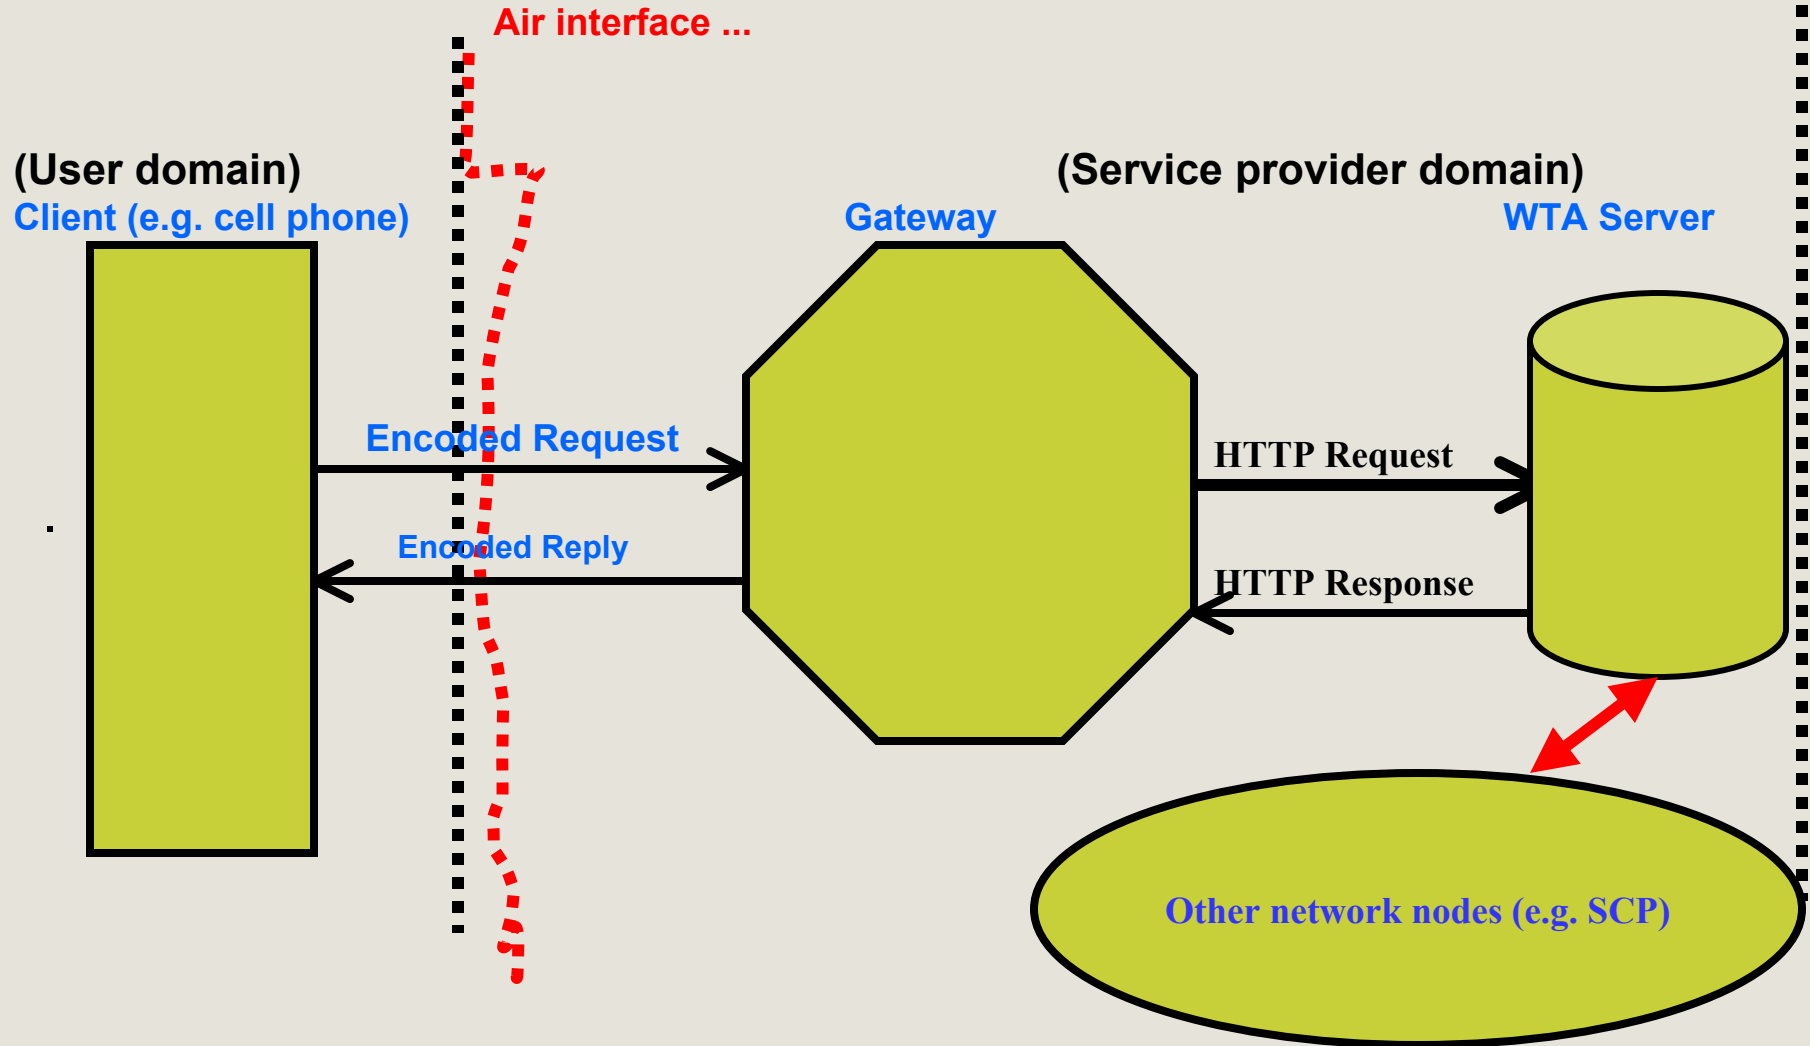 Air interface ...
(User domain)
(Service provider domain)
Client (e.g. cell phone)
Gateway
WTA Server
Encoded Request
HTTP Request
Encoded Reply
HTTP Response
Other network nodes (e.g. SCP)